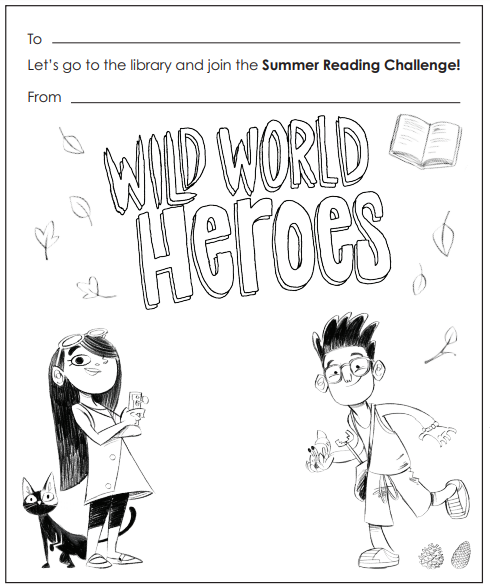 To
Let's go to the library and join the Summer Reading Challenge!
From
WILD WORLD
Heroes